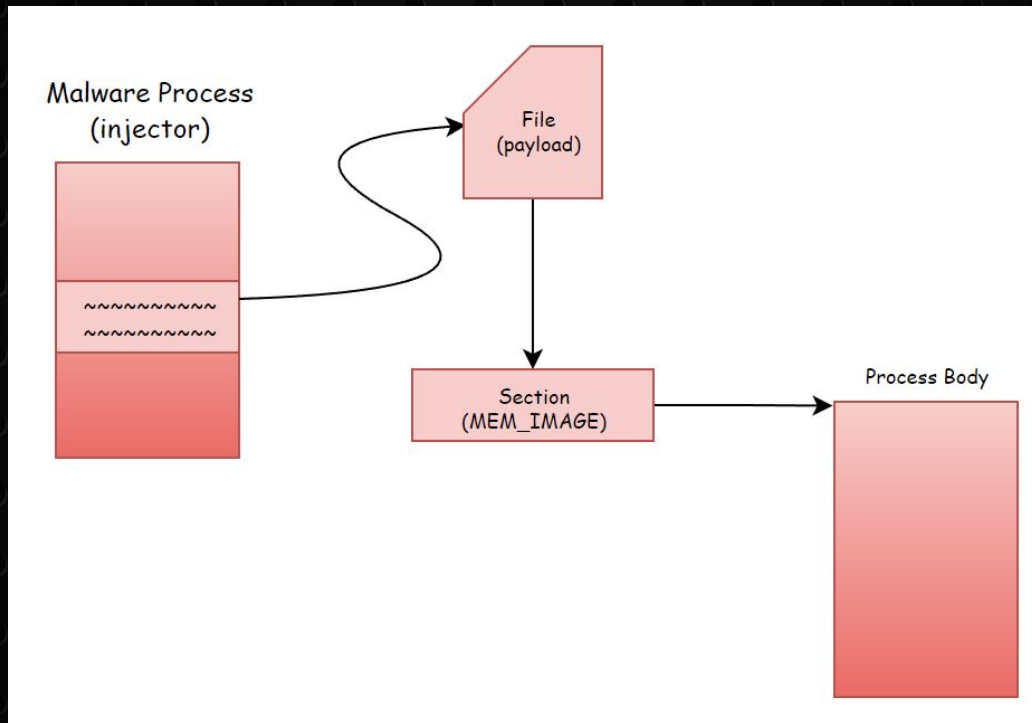 Malware Process
(injector)
~~~~~~~~~~
~~~~~~~~~~
File
(payload)
Section
(MEM_IMAGE)
Process Body